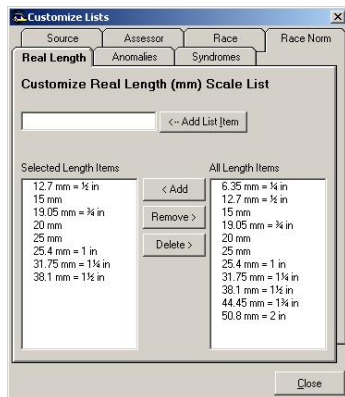 Customize Lists
Source Assessor Race Race Norm
Real Length Anomalies Syndromes
Customize Real Length (mm) Scale List
<-- Add List Item
Selected Length Items
12.7 mm = ½ in
15 mm
19.05 mm = ¾ in
20 mm
25 mm
25.4 mm = 1 in
31.75 mm = 1¼ in
38.1 mm = 1½ in
< Add
Remove >
Delete >
All Length Items
6.35 mm = ¼ in
12.7 mm = ½ in
15 mm
19.05 mm = ¾ in
20 mm
25 mm
25.4 mm = 1 in
31.75 mm = 1¼ in
38.1 mm = 1½ in
44.45 mm = 1¾ in
50.8 mm = 2 in
Close